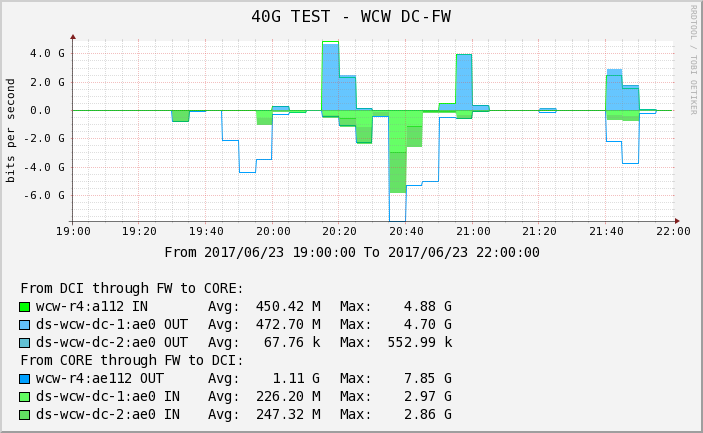 40G TEST - WCW DC-FW
RRDTOOL / TOBI OETIKER
bits per second
4.0 G
2.0 G
0.0
-2.0 G
-4.0 G
-6.0 G
19:00 19:20 19:40 20:00 20:20 20:40 21:00 21:20 21:40 22:00
From 2017/06/23 19:00:00 To 2017/06/23 22:00:00
From DCI through FW to CORE:
wcw-r4:a112 IN Avg: 450.42 M Max: 4.88 G
ds-wcw-dc-1:ae0 OUT Avg: 472.70 M Max: 4.70 G
ds-wcw-dc-2:ae0 OUT Avg: 67.76 k Max: 552.99 k
From CORE through FW to DCI:
wcw-r4:ae112 OUT Avg: 1.11 G Max: 7.85 G
ds-wcw-dc-1:ae0 IN Avg: 226.20 M Max: 2.97 G
ds-wcw-dc-2:ae0 IN Avg: 247.32 M Max: 2.86 G